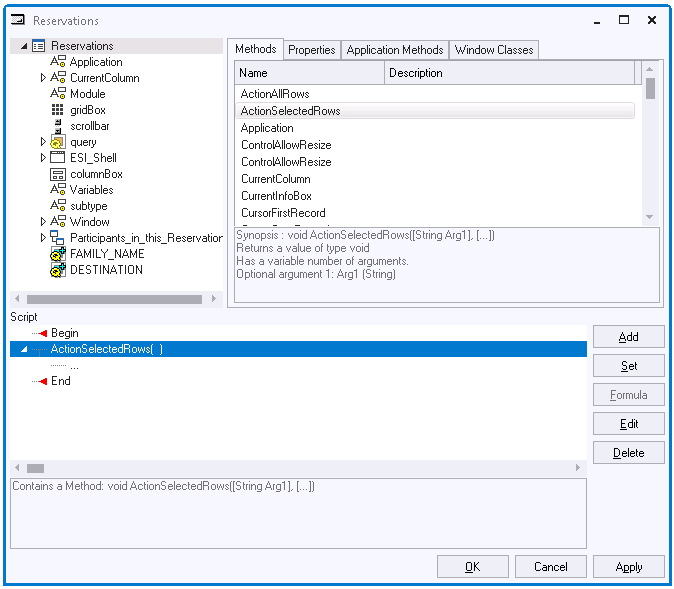 Reservations
Reservations
Application
CurrentColumn
Module
gridBox
scrollbar
query
ESI_Shell
columnBox
Variables
subtype
Window
Participants_in_this_Reservation
FAMILY_NAME
DESTINATION
Methods Properties Application Methods Window Classes
Name Description
ActionAllRows
ActionSelectedRows
Application
ControlAllowResize
ControlAllowResize
CurrentColumn
CurrentInfoBox
CursorFirstRecord
Synopsis : void ActionSelectedRows([String Arg1], [...])
Returns a value of type void
Has a variable number of arguments.
Optional argument 1: Arg1 (String)
Script
Begin
ActionSelectedRows( )
...
End
Add
Set
Formula
Edit
Delete
Contains a Method: void ActionSelectedRows([String Arg1], [...])
OK Cancel Apply